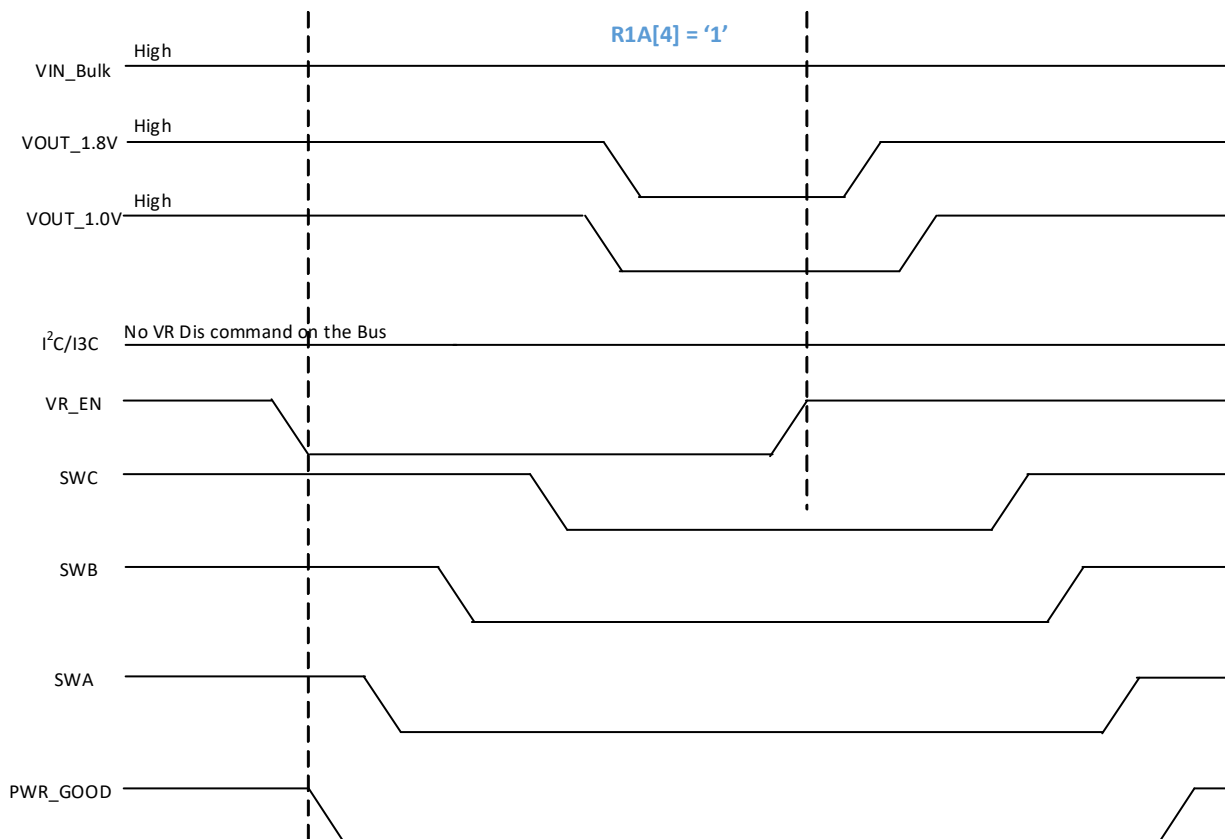 R1A[4] = ‘1’
High
VIN_Bulk
High
VOUT_1.8V
High
VOUT_1.0V
No VR Dis command on the Bus
I²C/I3C
VR_EN
SWC
SWB
SWA
PWR_GOOD